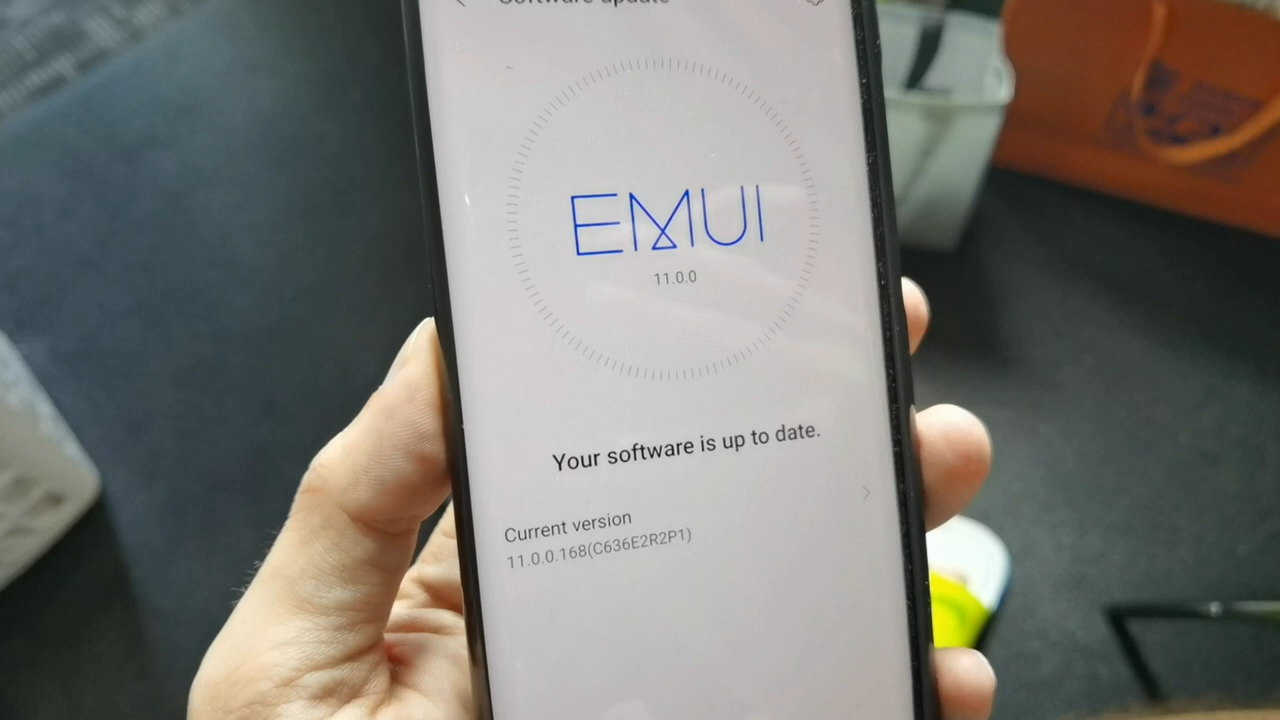 Software update
EMUI
11.0.0
Your software is up to date.
Current version
11.0.0.168(C636E2R2P1)